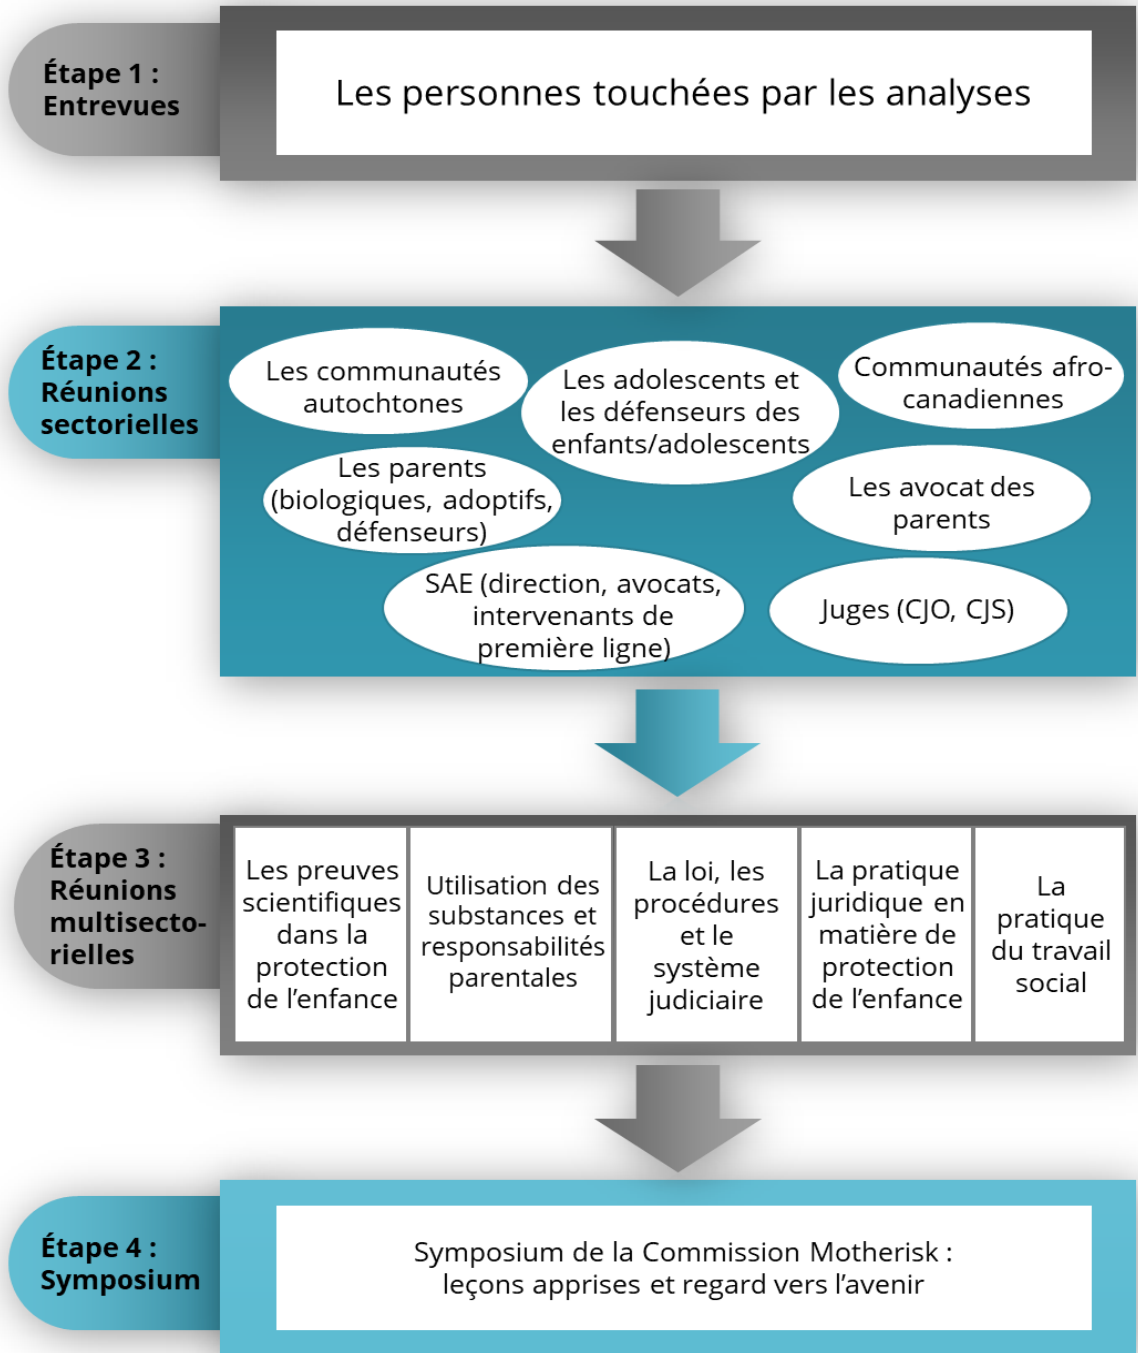 Étape 1 :
Entrevues
Les personnes touchées par les analyses
Étape 2 :
Réunions
sectorielles
Les communautés
autochtones
Les adolescents et
les défenseurs des
enfants/adolescents
Communautés afro-
canadiennes
Les parents
(biologiques, adoptifs,
défenseurs)
Les avocat des
parents
SAE (direction, avocats,
intervenants de
première ligne)
Juges (CJO, CJS)
Étape 3 :
Réunions
multisecto-
rielles
Les preuves
scientifiques
dans la
protection
de l’enfance
Utilisation des
substances et
responsabilités
parentales
La loi, les
procédures
et le
système
judiciaire
La pratique
juridique en
matière de
protection
de l’enfance
La
pratique
du travail
social
Étape 4 :
Symposium
Symposium de la Commission Motherisk :
leçons apprises et regard vers l’avenir